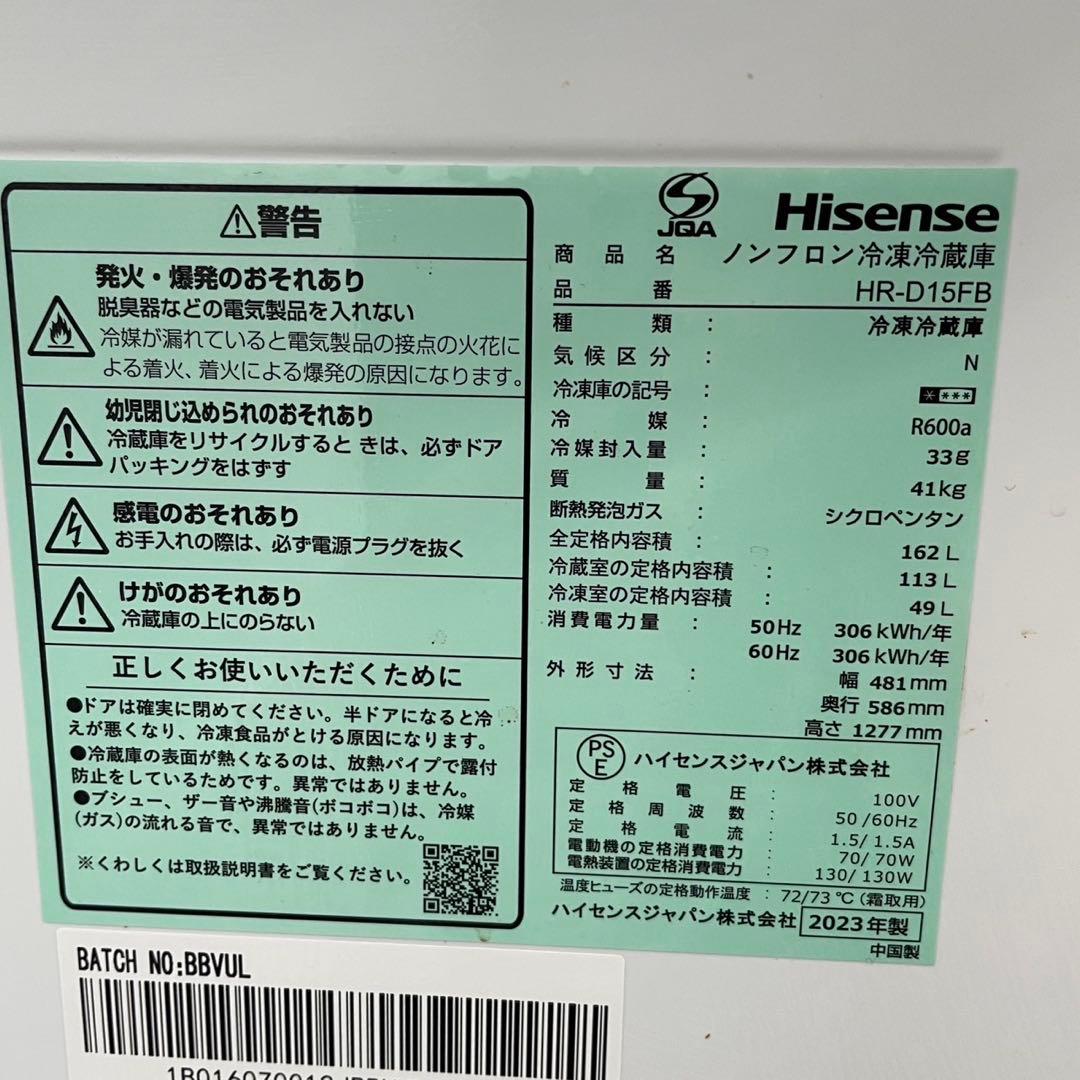 ⚠警告
発火・爆発のおそれあり
脱臭器などの電気製品を入れない
冷媒が漏れていると電気製品の接点の火花に
よる着火、着火による爆発の原因になります。
幼児閉じ込められのおそれあり
冷蔵庫をリサイクルすると きは、必ずドア
パッキングをはずす
感電のおそれあり
お手入れの際は、必ず電源プラグを抜く
けがのおそれあり
冷蔵庫の上にのらない
正しくお使いいただくために
●ドアは確実に閉めてください。半ドアになると冷
えが悪くなり、冷凍食品がとける原因になります。
●冷蔵庫の表面が熱くなるのは、放熱パイプで露付
防止をしているためです。異常ではありません。
●ブシュー、ザー音や沸騰音(ボコボコ)は、冷媒
(ガス)の流れる音で、異常ではありません。
※くわしくは取扱説明書をご覧ください。
JQA
Hisense
商品名 ノンフロン冷凍冷蔵庫
品番 HR-D15FB
種類 : 冷凍冷蔵庫
気候区分 : N
冷凍庫の記号 : ****
冷媒 : R600a
冷媒封入量 : 33g
質量 : 41kg
断熱発泡ガス : シクロペンタン
全定格内容積 : 162 L
冷蔵室の定格内容積 : 113 L
冷凍室の定格内容積 : 49 L
消費電力量 : 50Hz 306 kWh/年
60Hz 306 kWh/年
外形寸法 : 幅 481mm
奥行 586mm
高さ 1277mm
PSE ハイセンスジャパン株式会社
定格電圧 : 100V
定格周波数 : 50 /60Hz
定格電流 : 1.5/ 1.5A
電動機の定格消費電力 : 70/ 70W
電熱装置の定格消費電力 : 130/ 130W
温度ヒューズの定格動作温度 : 72/73 ℃ (霜取用)
ハイセンスジャパン株式会社 2023年製
中国製
BATCH NO:BBVUL